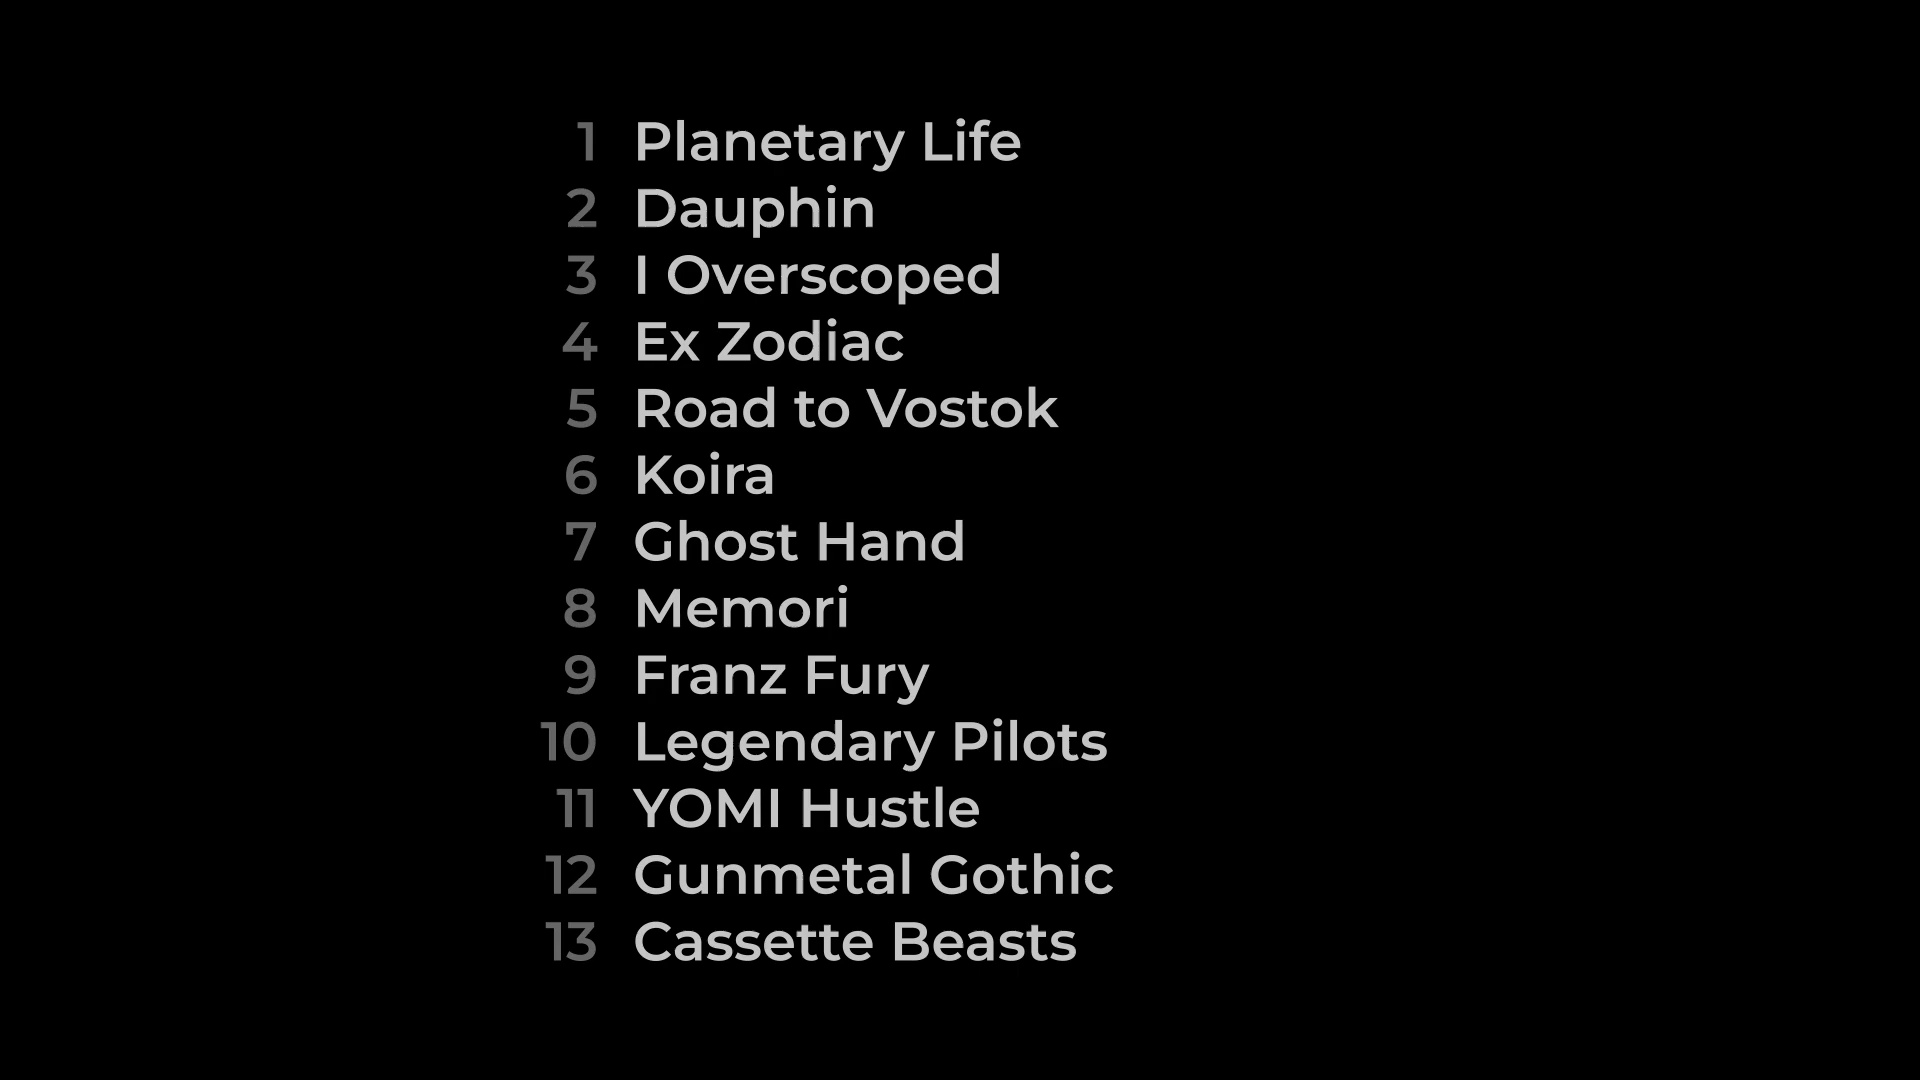 1 Planetary Life
2 Dauphin
3 I Overscoped
4 Ex Zodiac
5 Road to Vostok
6 Koira
7 Ghost Hand
8 Memori
9 Franz Fury
10 Legendary Pilots
11 YOMI Hustle
12 Gunmetal Gothic
13 Cassette Beasts